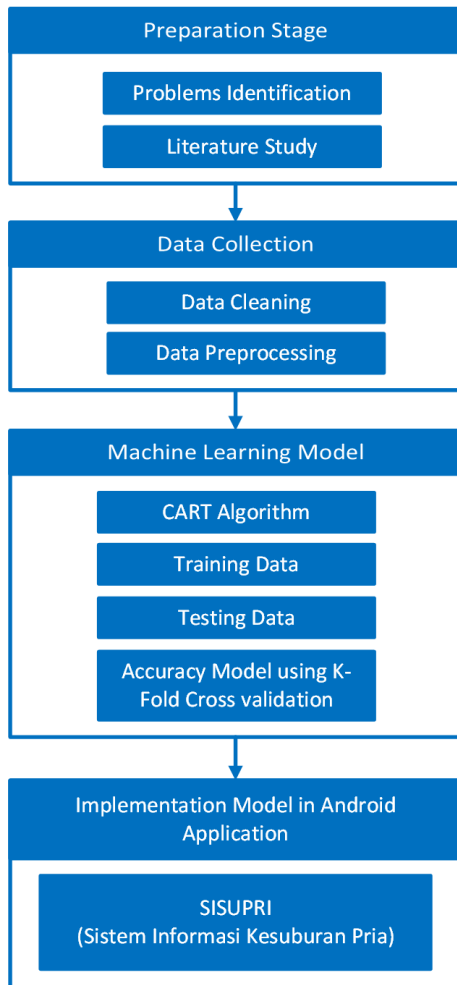 Preparation Stage
Problems Identification
Literature Study
Data Collection
Data Cleaning
Data Preprocessing
Machine Learning Model
CART Algorithm
Training Data
Testing Data
Accuracy Model using K-
Fold Cross validation
Implementation Model in Android
Application
SISUPRI
(Sistem Informasi Kesuburan Pria)